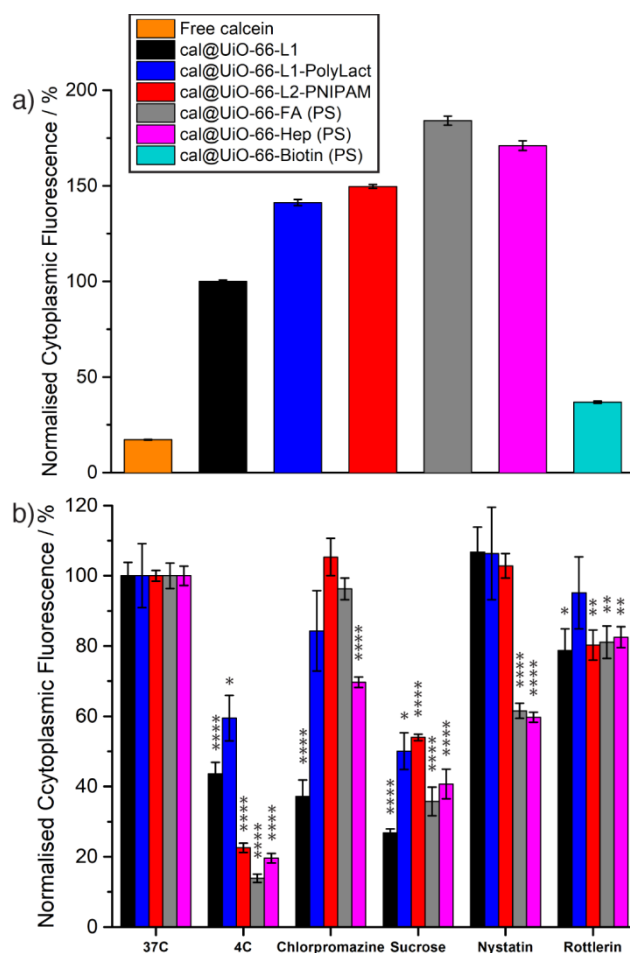 Free calcein
cal@UiO-66-L1
cal@UiO-66-L1-PolyLact
cal@UiO-66-L2-PNIPAM
cal@UiO-66-FA (PS)
cal@UiO-66-Hep (PS)
cal@UiO-66-Biotin (PS)
a)
Normalised Cytoplasmic Fluorescence / %
200
150
100
50
0
b)
Normalised Ccytoplasmic Fluorescence / %
120
100
80
60
40
20
0
****
*
****
****
****
****
****
****
*
****
****
****
****
****
*
**
**
**
37C 4C Chlorpromazine Sucrose Nystatin Rottlerin